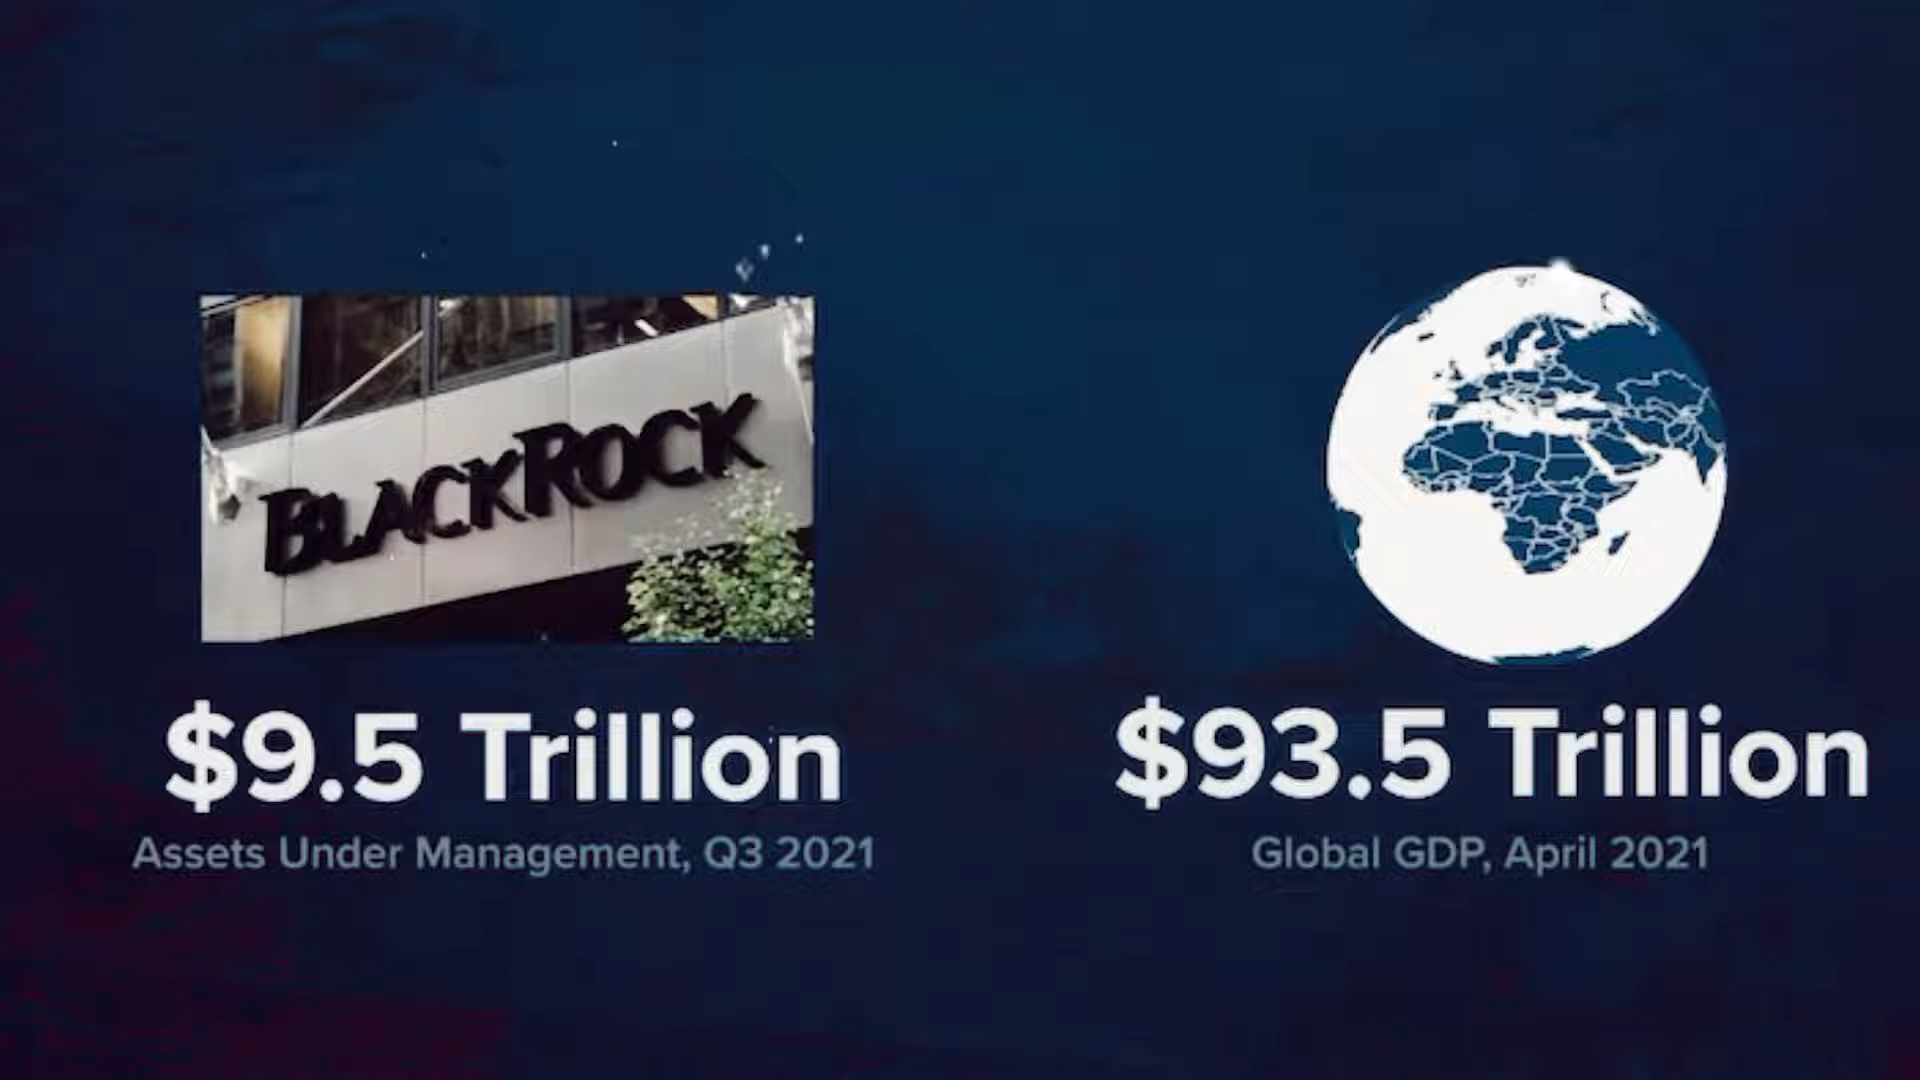 BLACKROCK
$9.5 Trillion
Assets Under Management, Q3 2021
$93.5 Trillion
Global GDP, April 2021